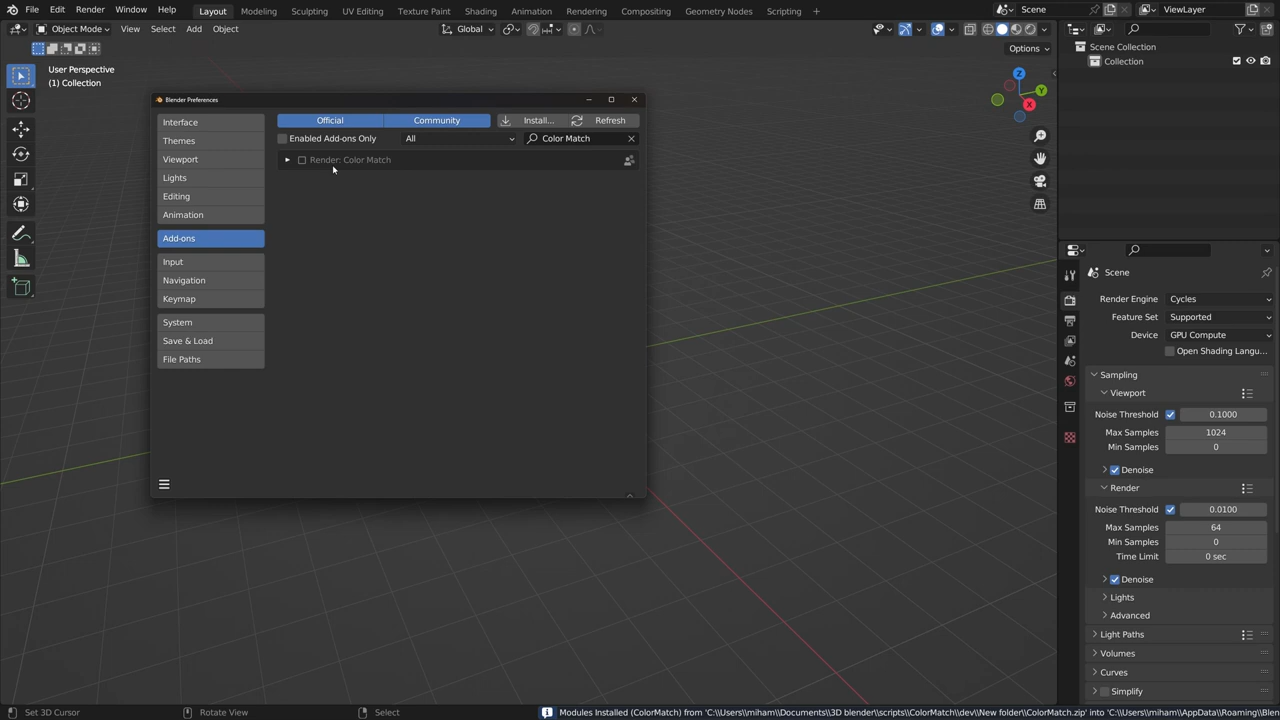 File Edit Render Window Help Layout Modeling Sculpting UV Editing Texture Paint Shading Animation Rendering Compositing Geometry Nodes Scripting + Scene ViewLayer
Object Mode View Select Add Object Global
Options
User Perspective
(1) Collection
Z
Y
X
Scene Collection
Collection
Blender Preferences
Interface
Themes
Viewport
Lights
Editing
Animation
Add-ons
Input
Navigation
Keymap
System
Save & Load
File Paths
Official Community Install... Refresh
Enabled Add-ons Only All Color Match
Render: Color Match
Scene
Render Engine Cycles
Feature Set Supported
Device GPU Compute
Open Shading Langu...
Sampling
Viewport
Noise Threshold 0.1000
Max Samples 1024
Min Samples 0
Denoise
Render
Noise Threshold 0.0100
Max Samples 64
Min Samples 0
Time Limit 0 sec
Denoise
Lights
Advanced
Light Paths
Volumes
Curves
Simplify
Set 3D Cursor Rotate View Select Modules Installed (ColorMatch) from 'C:\\Users\\miham\\Documents\\3D blender\\scripts\\ColorMatch\\dev\\New folder\\ColorMatch.zip' into 'C:\\Users\\miham\\AppData\\Roaming\\Blen